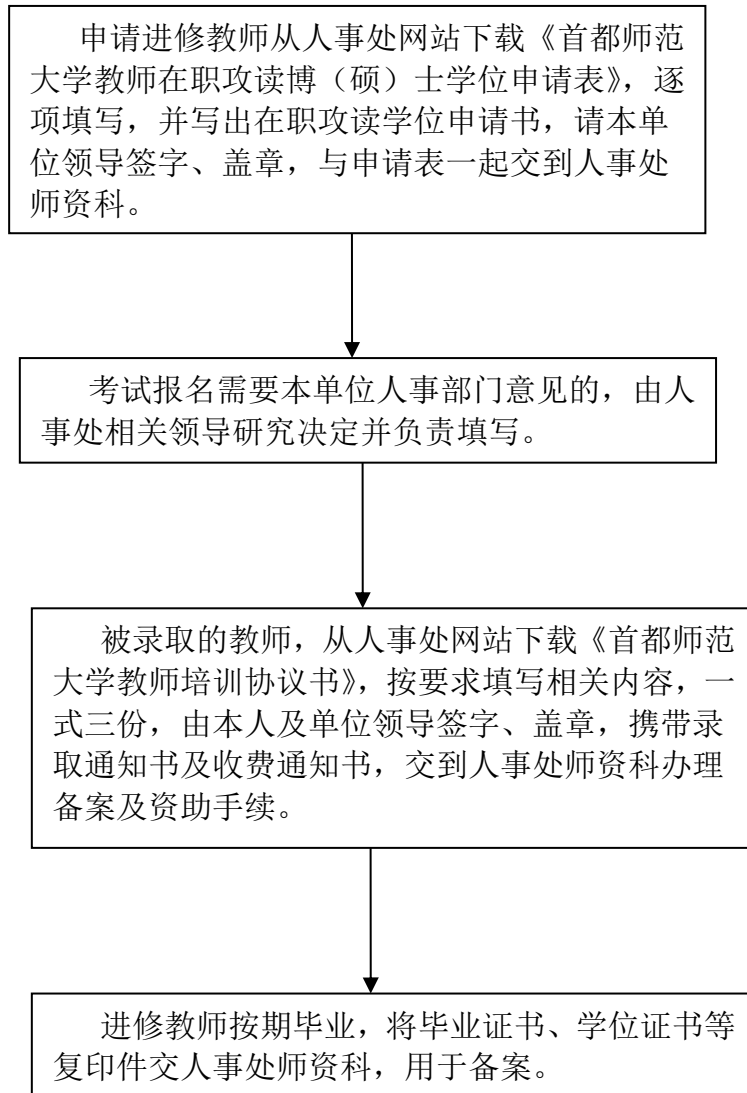 申请进修教师从人事处网站下载《首都师范
大学教师在职攻读博（硕）士学位申请表》，逐
项填写，并写出在职攻读学位申请书，请本单
位领导签字、盖章，与申请表一起交到人事处
师资科。
考试报名需要本单位人事部门意见的，由人
事处相关领导研究决定并负责填写。
被录取的教师，从人事处网站下载《首都师范
大学教师培训协议书》，按要求填写相关内容，一
式三份，由本人及单位领导签字、盖章，携带录
取通知书及收费通知书，交到人事处师资科办理
备案及资助手续。
进修教师按期毕业，将毕业证书、学位证书等
复印件交人事处师资科，用于备案。